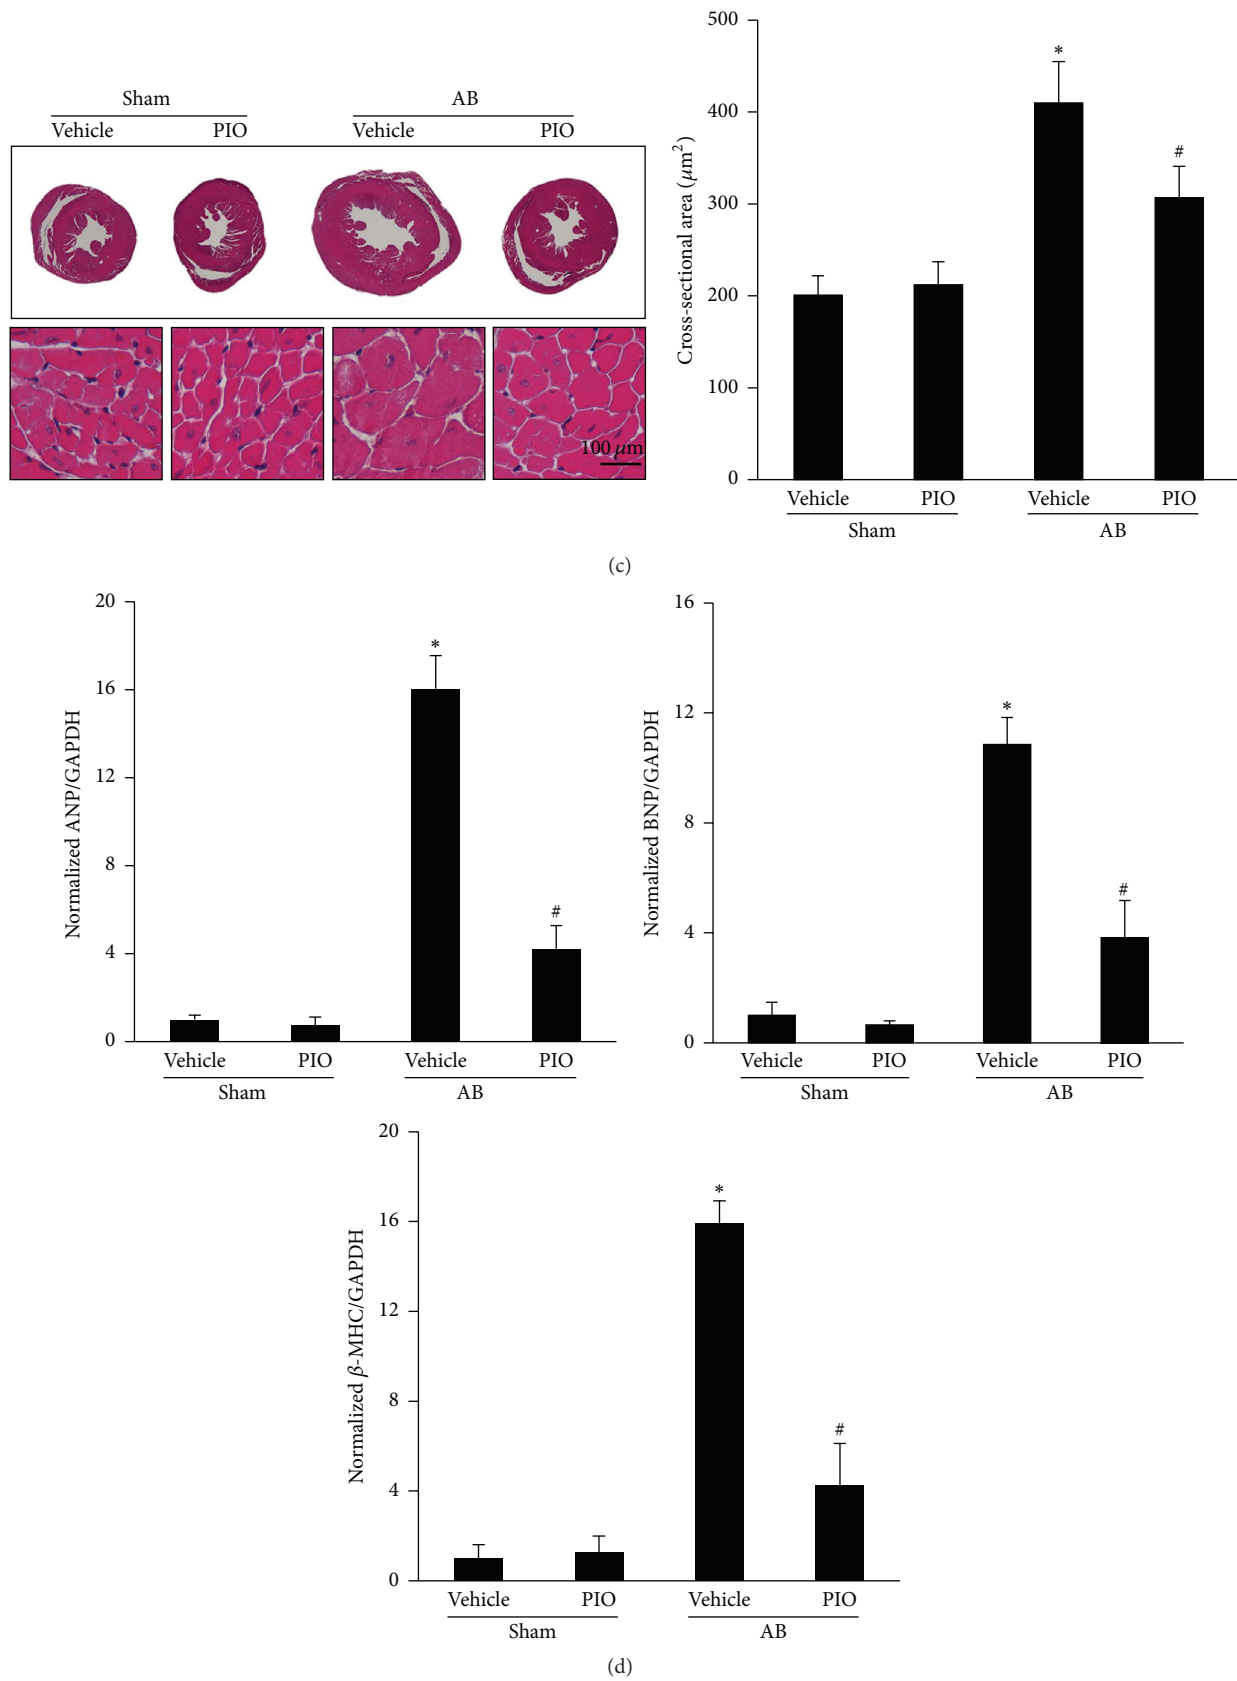 Sham AB
Vehicle PIO Vehicle PIO
100 μm
Cross-sectional area (μm²)
500
400
300
200
100
0
*
#
Vehicle PIO Vehicle PIO
Sham AB
(c)
Normalized ANP/GAPDH
20
16
12
8
4
0
*
#
Vehicle PIO Vehicle PIO
Sham AB
Normalized BNP/GAPDH
16
12
8
4
0
*
#
Vehicle PIO Vehicle PIO
Sham AB
Normalized β-MHC/GAPDH
20
16
12
8
4
0
*
#
Vehicle PIO Vehicle PIO
Sham AB
(d)